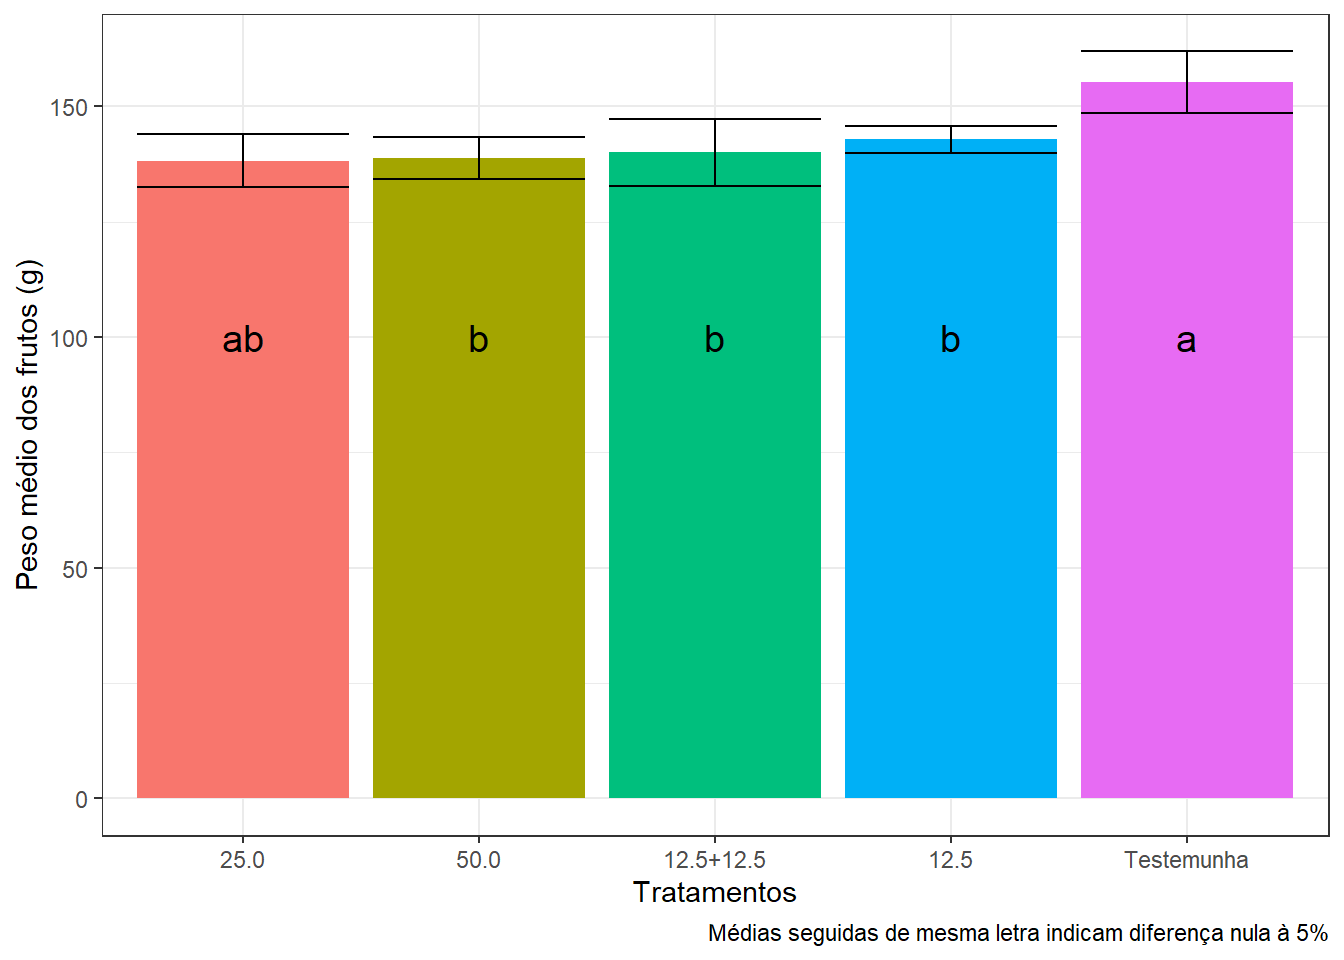 Peso médio dos frutos (g)
150
100
50
0
ab
b
b
b
a
25.0
50.0
12.5+12.5
12.5
Testemunha
Tratamentos
Médias seguidas de mesma letra indicam diferença nula à 5%